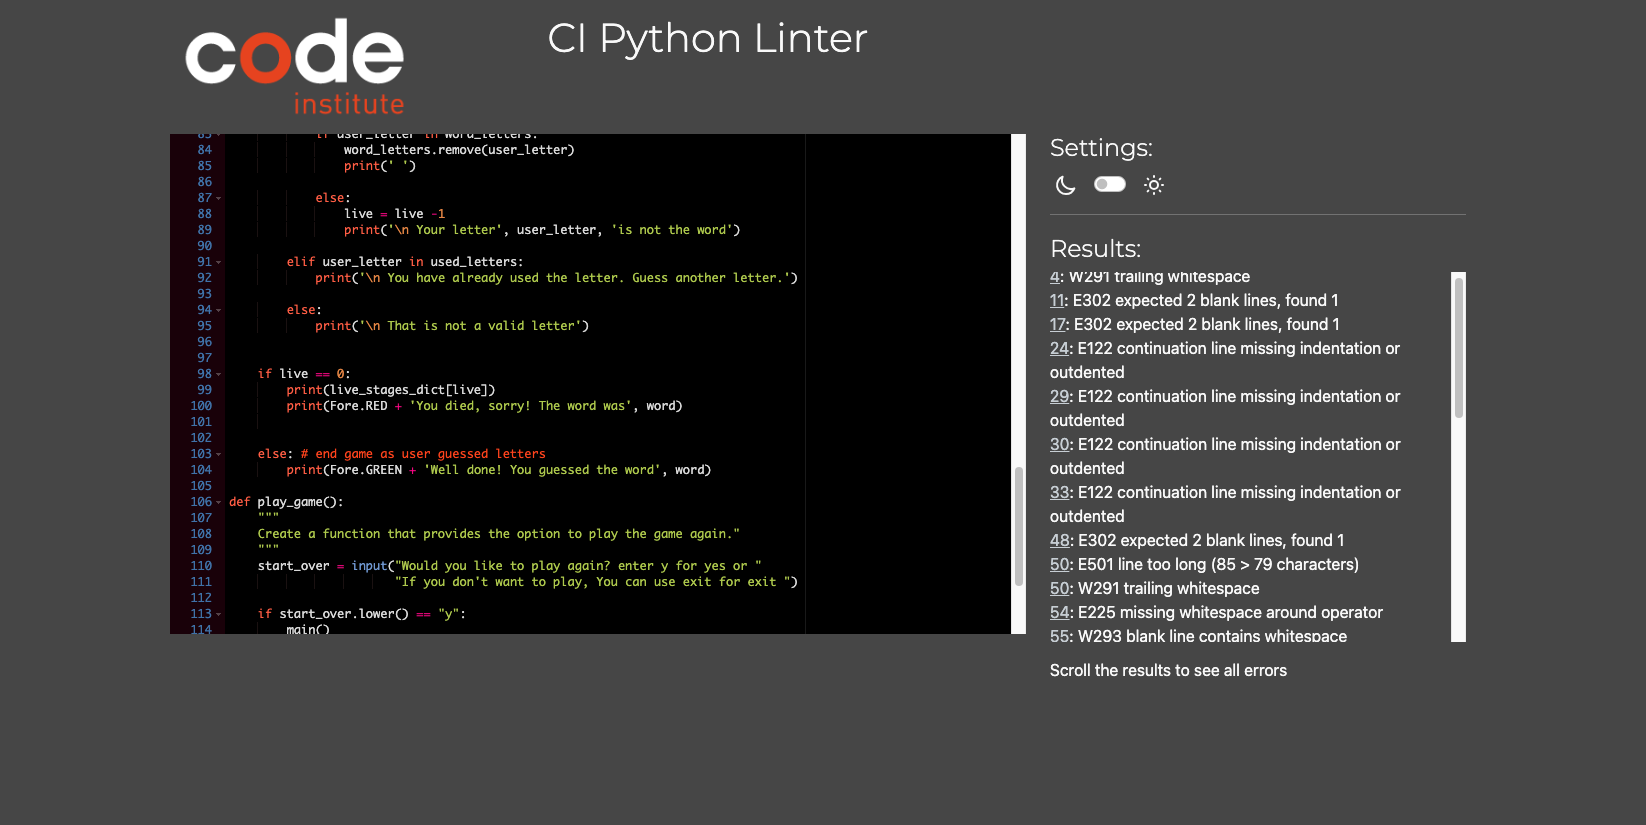 code
institute
CI Python Linter
83 if user_letter in word_letters:
84 word_letters.remove(user_letter)
85 print(' ')
86
87 else:
88 live = live -1
89 print('\n Your letter', user_letter, 'is not the word')
90
91 elif user_letter in used_letters:
92 print('\n You have already used the letter. Guess another letter.')
93
94 else:
95 print('\n That is not a valid letter')
96
97
98 if live == 0:
99 print(live_stages_dict[live])
100 print(Fore.RED + 'You died, sorry! The word was', word)
101
102
103 else: # end game as user guessed letters
104 print(Fore.GREEN + 'Well done! You guessed the word', word)
105
106 def play_game():
107 """
108 Create a function that provides the option to play the game again."
109 """
110 start_over = input("Would you like to play again? enter y for yes or "
111 "If you don't want to play, You can use exit for exit ")
112
113 if start_over.lower() == "y":
114 main()
Settings:
Results:
4: W291 trailing whitespace
11: E302 expected 2 blank lines, found 1
17: E302 expected 2 blank lines, found 1
24: E122 continuation line missing indentation or
outdented
29: E122 continuation line missing indentation or
outdented
30: E122 continuation line missing indentation or
outdented
33: E122 continuation line missing indentation or
outdented
48: E302 expected 2 blank lines, found 1
50: E501 line too long (85 > 79 characters)
50: W291 trailing whitespace
54: E225 missing whitespace around operator
55: W293 blank line contains whitespace
Scroll the results to see all errors